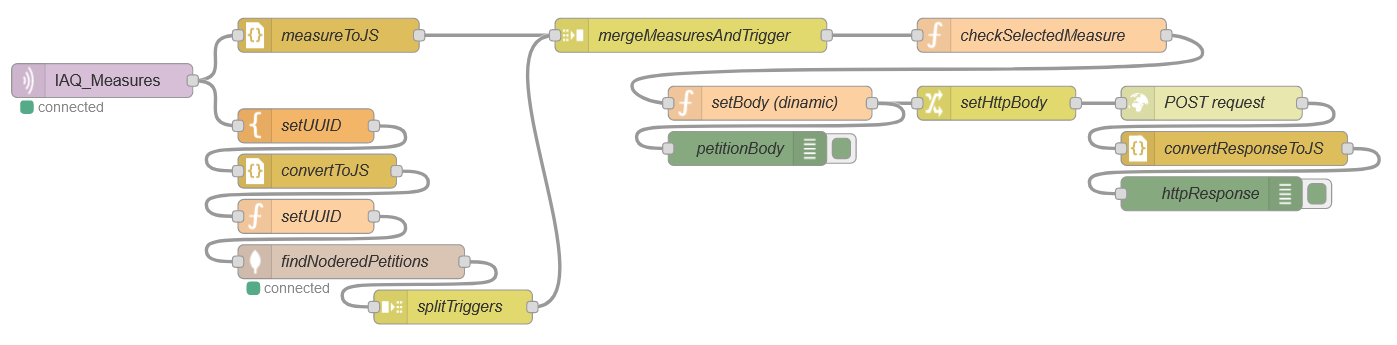 measureToJS
mergeMeasuresAndTrigger
checkSelectedMeasure
IAQ_Measures
connected
setBody (dinamic)
setHttpBody
POST request
setUUID
petitionBody
convertResponseToJS
convertToJS
httpResponse
setUUID
findNoderedPetitions
connected
splitTriggers